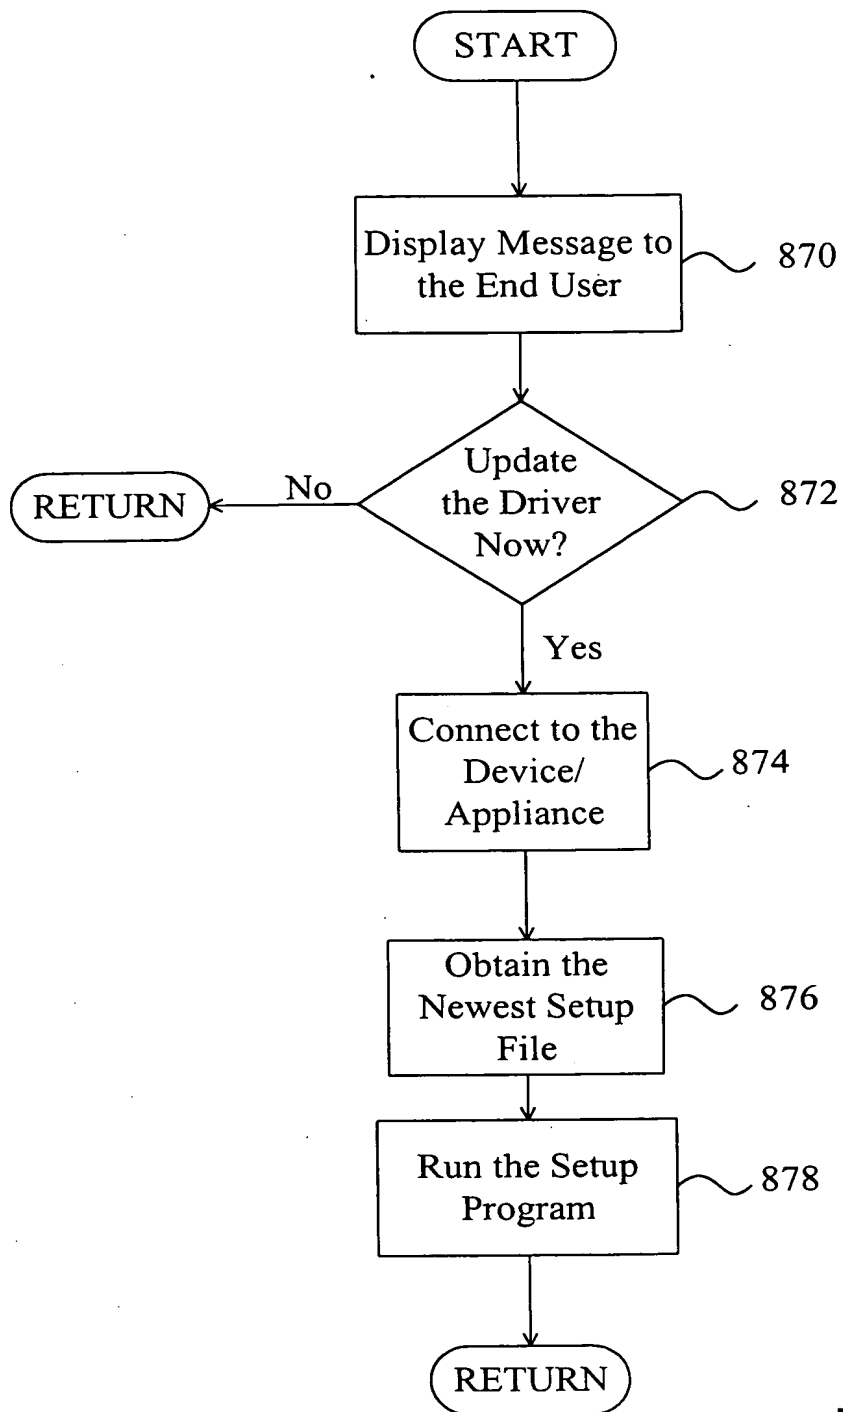 START
Display Message to
the End User
870
Update
the Driver
Now?
872
No
RETURN
Yes
Connect to the
Device/
Appliance
874
Obtain the
Newest Setup
File
876
Run the Setup
Program
878
RETURN